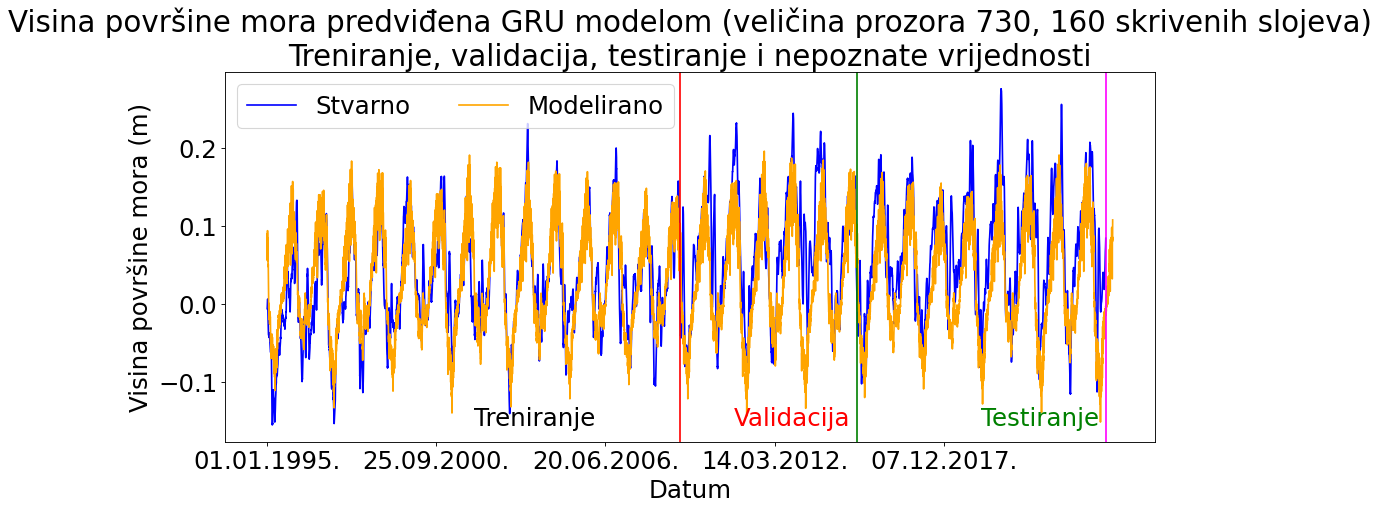 Visina površine mora predviđena GRU modelom (veličina prozora 730, 160 skrivenih slojeva)
Treniranje, validacija, testiranje i nepoznate vrijednosti
Stvarno Modelirano
Visina površine mora (m)
0.2
0.1
0.0
−0.1
Treniranje Validacija Testiranje
01.01.1995. 25.09.2000. 20.06.2006. 14.03.2012. 07.12.2017.
Datum